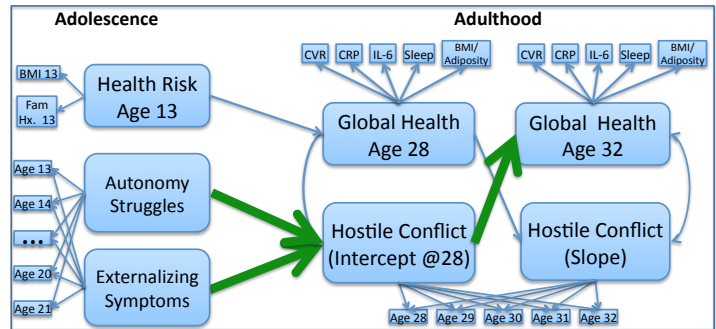 Adolescence
Adulthood
CVR
CRP
IL-6
Sleep
BMI/
Adiposity
CVR
CRP
IL-6
Sleep
BMI/
Adiposity
BMI 13
Fam
Hx. 13
Health Risk
Age 13
Global Health
Age 28
Global Health
Age 32
Age 13
Age 14
...
Age 20
Age 21
Autonomy
Struggles
Externalizing
Symptoms
Hostile Conflict
(Intercept @28)
Hostile Conflict
(Slope)
Age 28
Age 29
Age 30
Age 31
Age 32